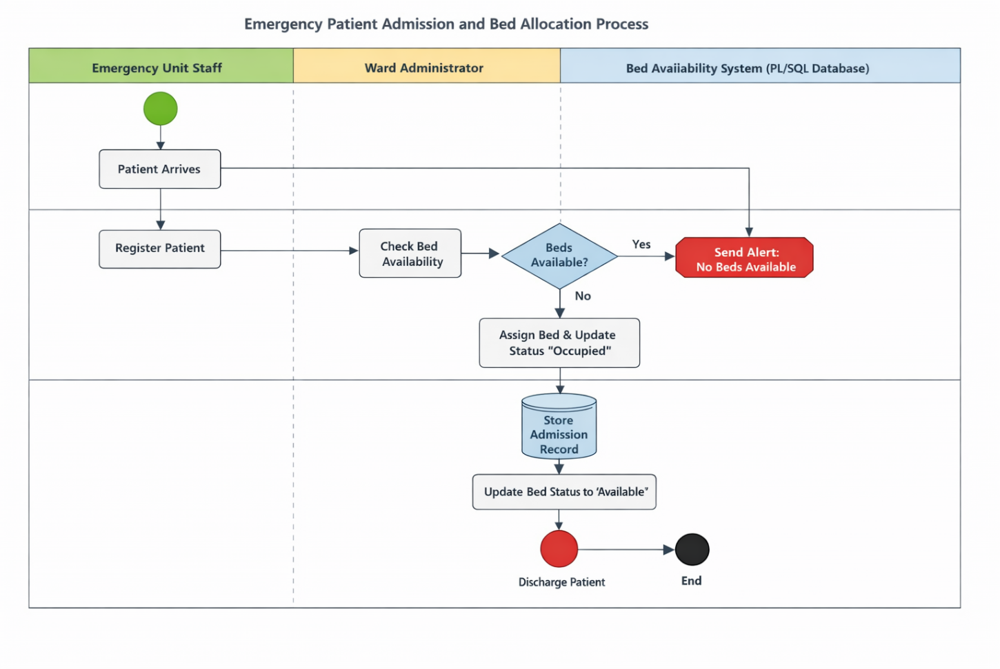 Emergency Patient Admission and Bed Allocation Process
Emergency Unit Staff
Ward Administrator
Bed Avaiiability System (PL/SQL Database)
Patient Arrives
Register Patient
Check Bed
Availability
Beds
Available?
Yes
Send Alert:
No Beds Available
No
Assign Bed & Update
Status "Occupied"
Store
Admission
Record
Update Bed Status to 'Available'
Discharge Patient
End